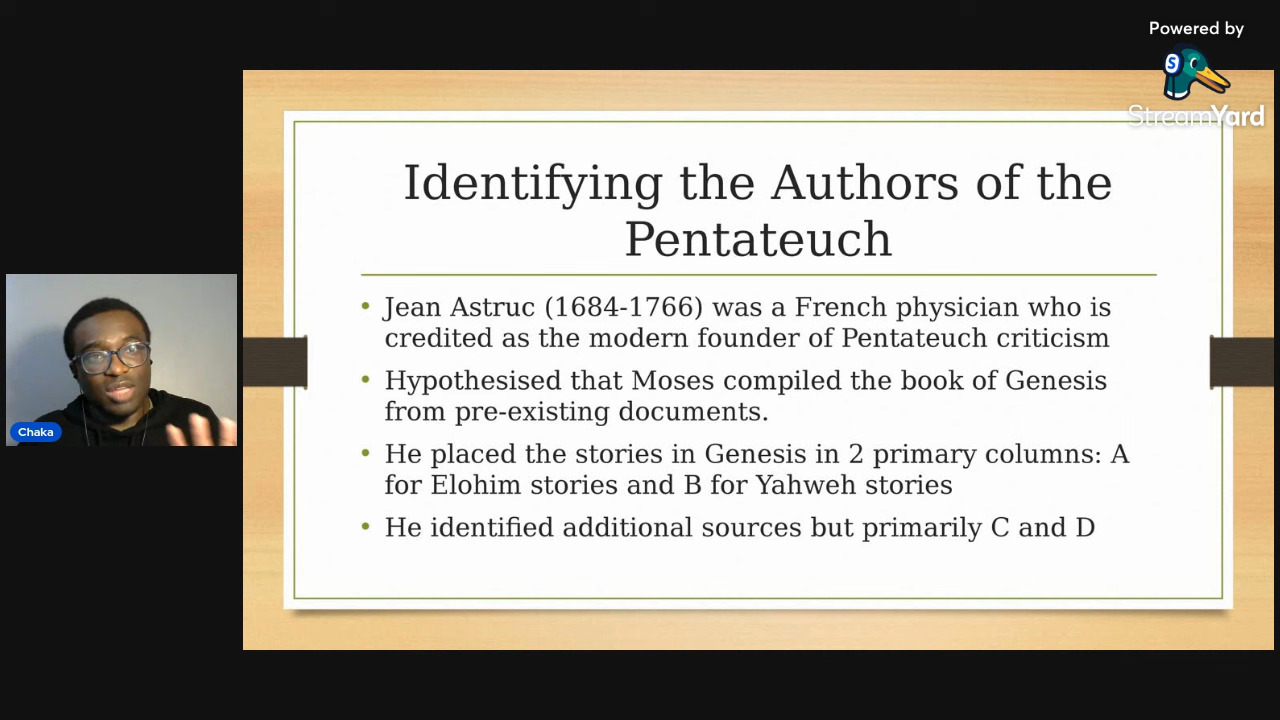 Powered by
StreamYard
Identifying the Authors of the
Pentateuch
• Jean Astruc (1684-1766) was a French physician who is
credited as the modern founder of Pentateuch criticism
• Hypothesised that Moses compiled the book of Genesis
from pre-existing documents.
• He placed the stories in Genesis in 2 primary columns: A
for Elohim stories and B for Yahweh stories
• He identified additional sources but primarily C and D
Chaka